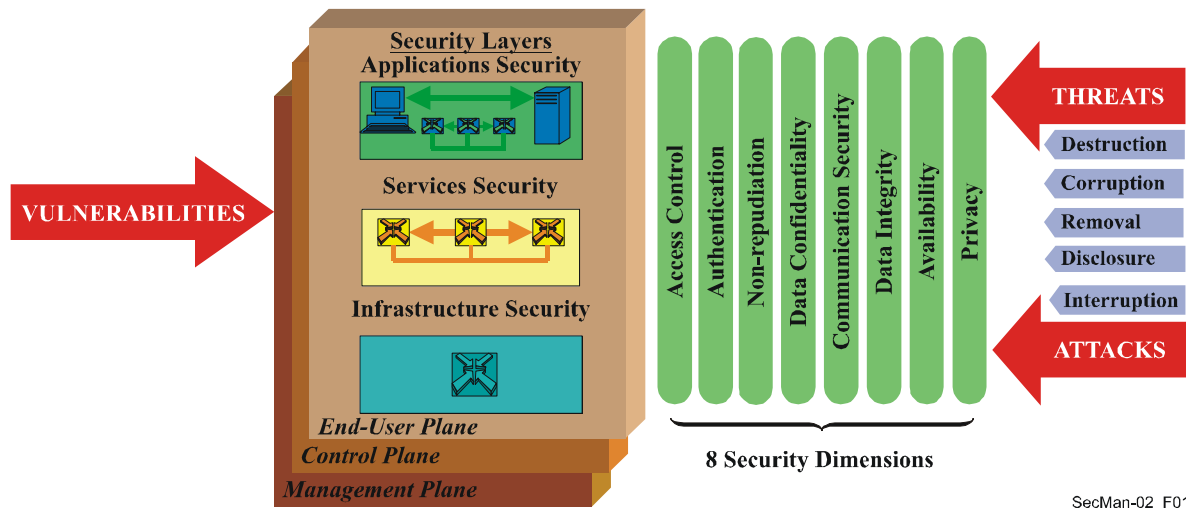 Security Layers
Applications Security
Services Security
Infrastructure Security
End-User Plane
Control Plane
Management Plane
VULNERABILITIES
Access Control
Authentication
Non-repudiation
Data Confidentiality
Communication Security
Data Integrity
Availability
Privacy
8 Security Dimensions
THREATS
Destruction
Corruption
Removal
Disclosure
Interruption
ATTACKS
SecMan-02_F01